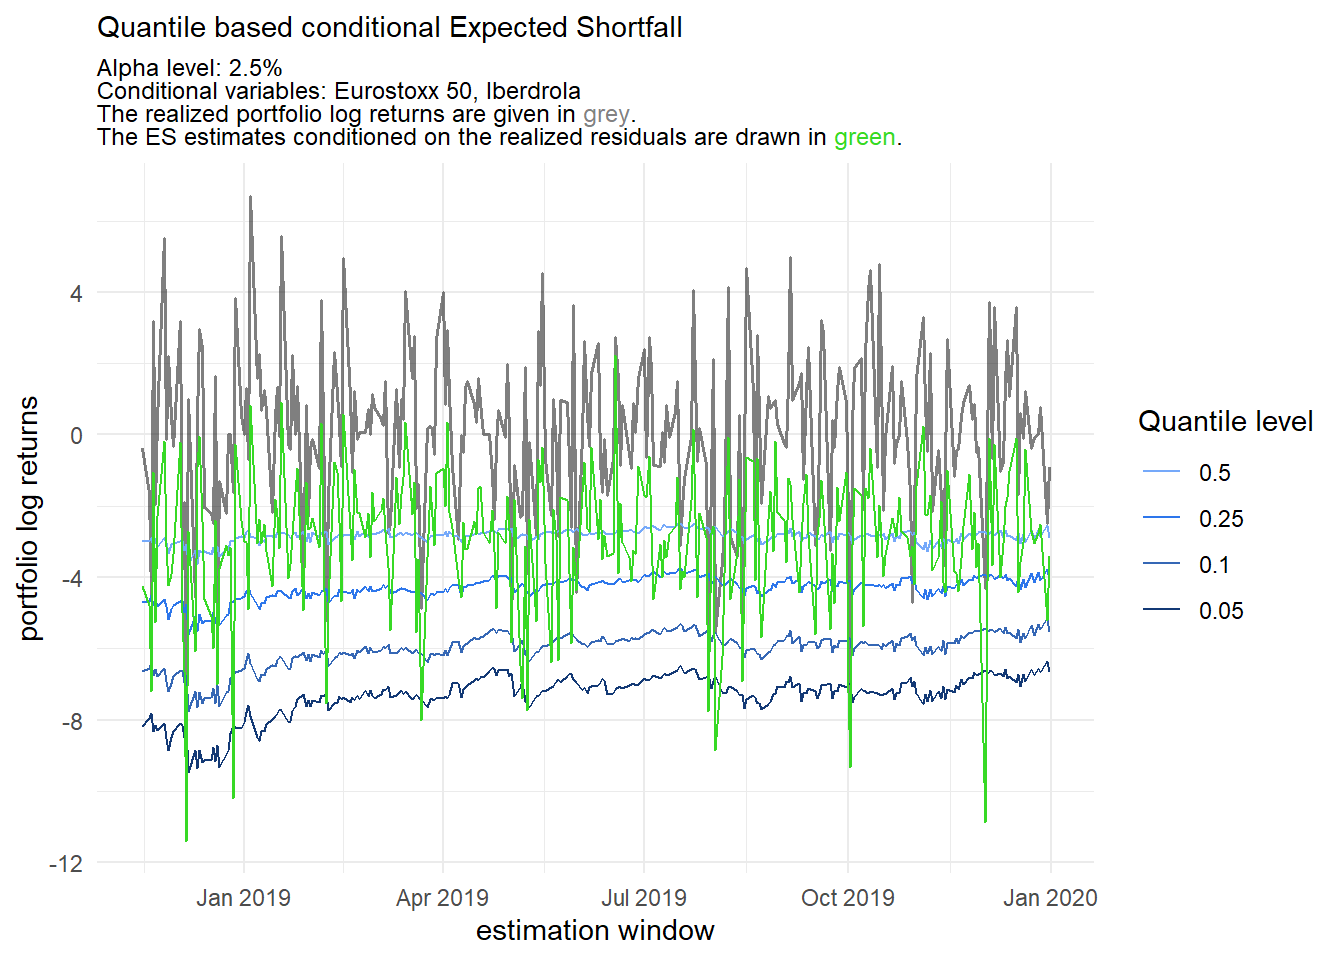 Quantile based conditional Expected Shortfall
Alpha level: 2.5%
Conditional variables: Eurostoxx 50, Iberdrola
The realized portfolio log returns are given in grey.
The ES estimates conditioned on the realized residuals are drawn in green.
portfolio log returns
4
0
-4
-8
-12
Jan 2019
Apr 2019
Jul 2019
Oct 2019
Jan 2020
estimation window
Quantile level
0.5
0.25
0.1
0.05